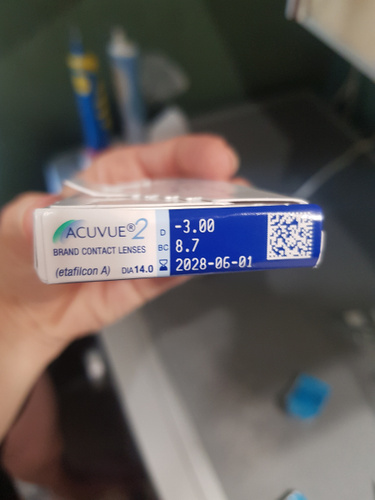 ACUVUE®2
BRAND CONTACT LENSES
(etafilcon A) DIA 14.0
D -3.00
BC 8.7
2028-06-01